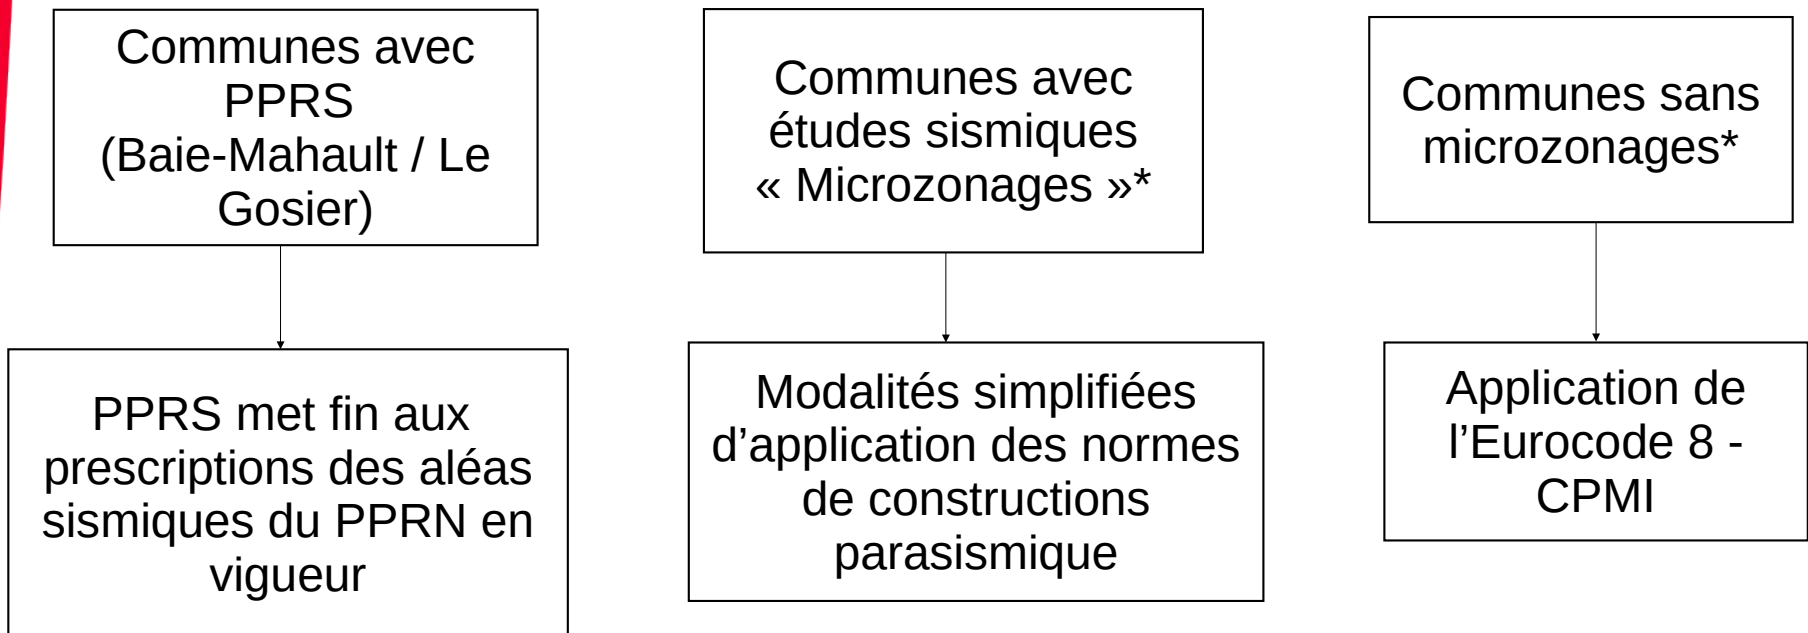 Communes avec
PPRS
(Baie-Mahault / Le
Gosier)
Communes avec
études sismiques
« Microzonages »*
Communes sans
microzonages*
PPRS met fin aux
prescriptions des aléas
sismiques du PPRN en
vigueur
Modalités simplifiées
d’application des normes
de constructions
parasismique
Application de
l’Eurocode 8 -
CPMI